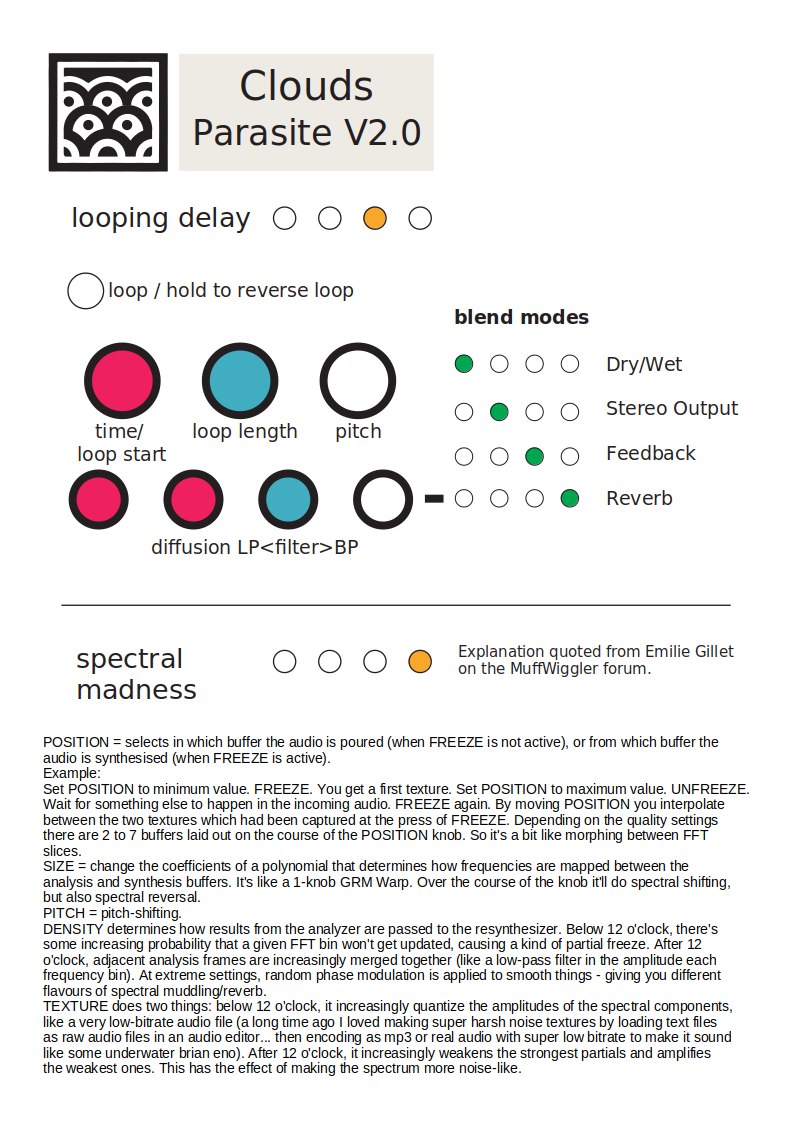 Clouds
Parasite V2.0
looping delay
loop / hold to reverse loop
blend modes
Dry/Wet
Stereo Output
Feedback
Reverb
time/
loop start
loop length
pitch
diffusion LP<filter>BP
spectral
madness
Explanation quoted from Emilie Gillet
on the MuffWiggler forum.
POSITION = selects in which buffer the audio is poured (when FREEZE is not active), or from which buffer the
audio is synthesised (when FREEZE is active).
Example:
Set POSITION to minimum value. FREEZE. You get a first texture. Set POSITION to maximum value. UNFREEZE.
Wait for something else to happen in the incoming audio. FREEZE again. By moving POSITION you interpolate
between the two textures which had been captured at the press of FREEZE. Depending on the quality settings
there are 2 to 7 buffers laid out on the course of the POSITION knob. So it's a bit like morphing between FFT
slices.
SIZE = change the coefficients of a polynomial that determines how frequencies are mapped between the
analysis and synthesis buffers. It's like a 1-knob GRM Warp. Over the course of the knob it'll do spectral shifting,
but also spectral reversal.
PITCH = pitch-shifting.
DENSITY determines how results from the analyzer are passed to the resynthesizer. Below 12 o'clock, there's
some increasing probability that a given FFT bin won't get updated, causing a kind of partial freeze. After 12
o'clock, adjacent analysis frames are increasingly merged together (like a low-pass filter in the amplitude each
frequency bin). At extreme settings, random phase modulation is applied to smooth things - giving you different
flavours of spectral muddling/reverb.
TEXTURE does two things: below 12 o'clock, it increasingly quantize the amplitudes of the spectral components,
like a very low-bitrate audio file (a long time ago I loved making super harsh noise textures by loading text files
as raw audio files in an audio editor... then encoding as mp3 or real audio with super low bitrate to make it sound
like some underwater brian eno). After 12 o'clock, it increasingly weakens the strongest partials and amplifies
the weakest ones. This has the effect of making the spectrum more noise-like.